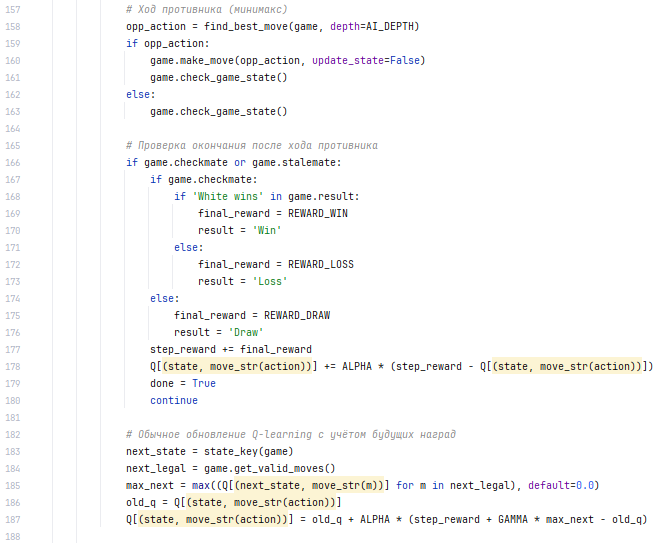 157 # Ход противника (минимакс)
158 opp_action = find_best_move(game, depth=AI_DEPTH)
159 if opp_action:
160 game.make_move(opp_action, update_state=False)
161 game.check_game_state()
162 else:
163 game.check_game_state()
164
165 # Проверка окончания после хода противника
166 if game.checkmate or game.stalemate:
167 if game.checkmate:
168 if 'White wins' in game.result:
169 final_reward = REWARD_WIN
170 result = 'Win'
171 else:
172 final_reward = REWARD_LOSS
173 result = 'Loss'
174 else:
175 final_reward = REWARD_DRAW
176 result = 'Draw'
177 step_reward += final_reward
178 Q[(state, move_str(action))] += ALPHA * (step_reward - Q[(state, move_str(action))])
179 done = True
180 continue
181
182 # Обычное обновление Q-learning с учётом будущих наград
183 next_state = state_key(game)
184 next_legal = game.get_valid_moves()
185 max_next = max((Q[(next_state, move_str(m))] for m in next_legal), default=0.0)
186 old_q = Q[(state, move_str(action))]
187 Q[(state, move_str(action))] = old_q + ALPHA * (step_reward + GAMMA * max_next - old_q)
188